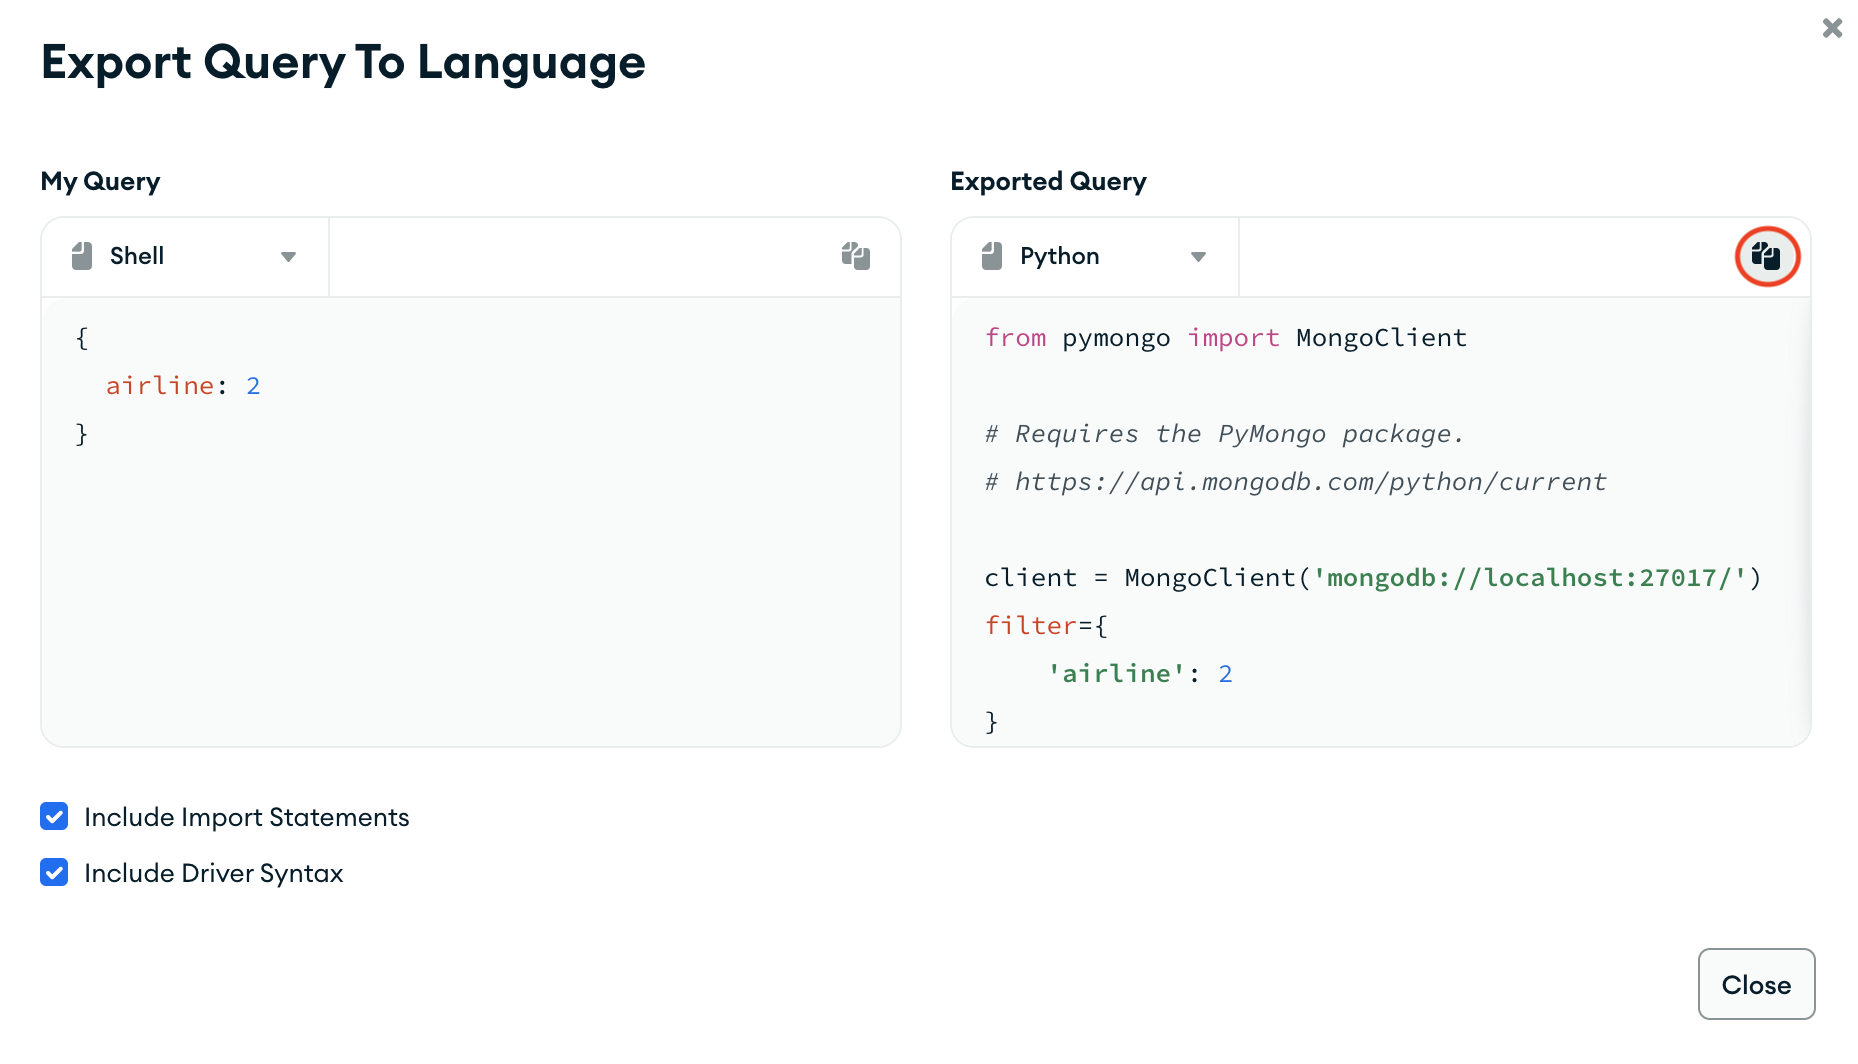 Export Query To Language
My Query
Shell
{
  airline: 2
}
Exported Query
Python
from pymongo import MongoClient

# Requires the PyMongo package.
# https://api.mongodb.com/python/current

client = MongoClient('mongodb://localhost:27017/')
filter={
    'airline': 2
}
Include Import Statements
Include Driver Syntax
Close